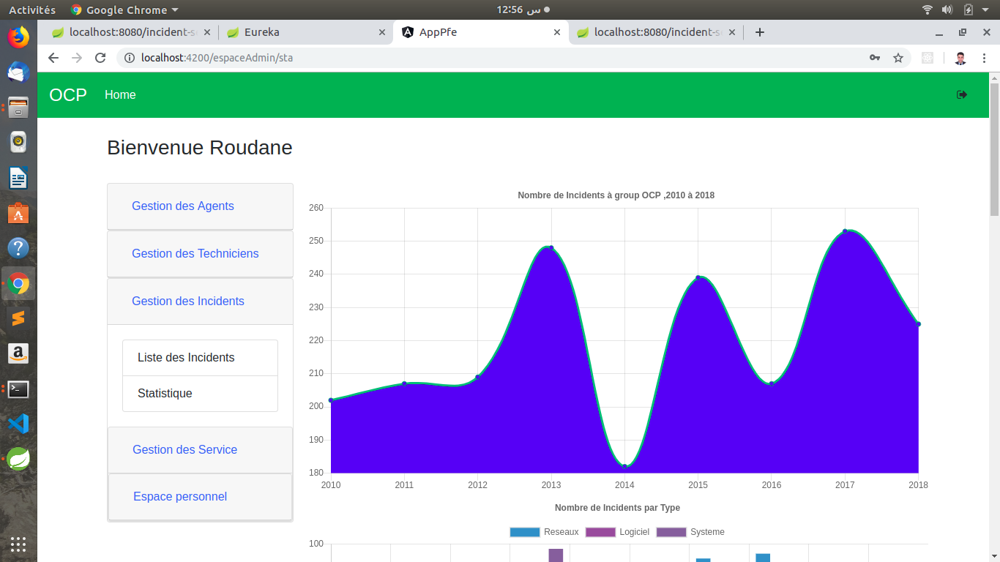 Activités Google Chrome 12:56 س
localhost:8080/incident-s Eureka AppPfe localhost:8080/incident-s
localhost:4200/espaceAdmin/sta
OCP Home
Bienvenue Roudane
Gestion des Agents
Gestion des Techniciens
Gestion des Incidents
Liste des Incidents
Statistique
Gestion des Service
Espace personnel
Nombre de Incidents à group OCP ,2010 à 2018
260
250
240
230
220
210
200
190
180
2010 2011 2012 2013 2014 2015 2016 2017 2018
Nombre de Incidents par Type
Reseaux Logiciel Systeme
100